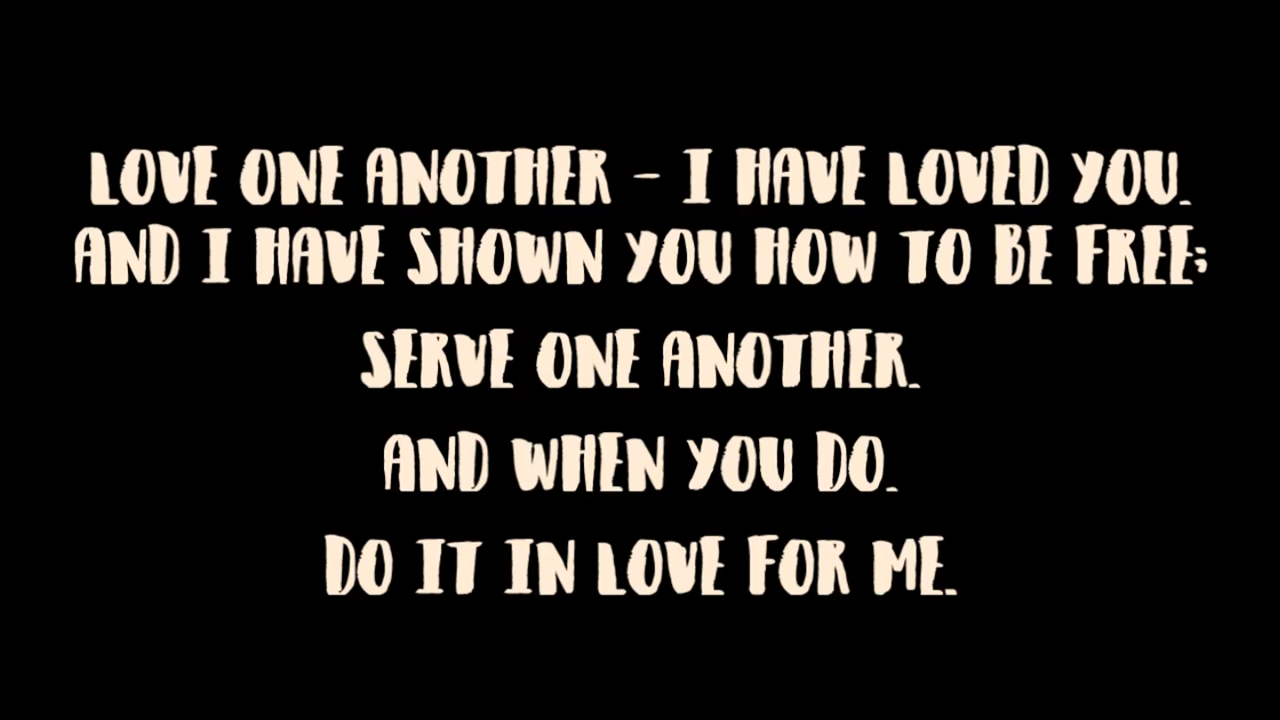 LOVE ONE ANOTHER - I HAVE LOVED YOU.
AND I HAVE SHOWN YOU HOW TO BE FREE;
SERVE ONE ANOTHER.
AND WHEN YOU DO.
DO IT IN LOVE FOR ME.